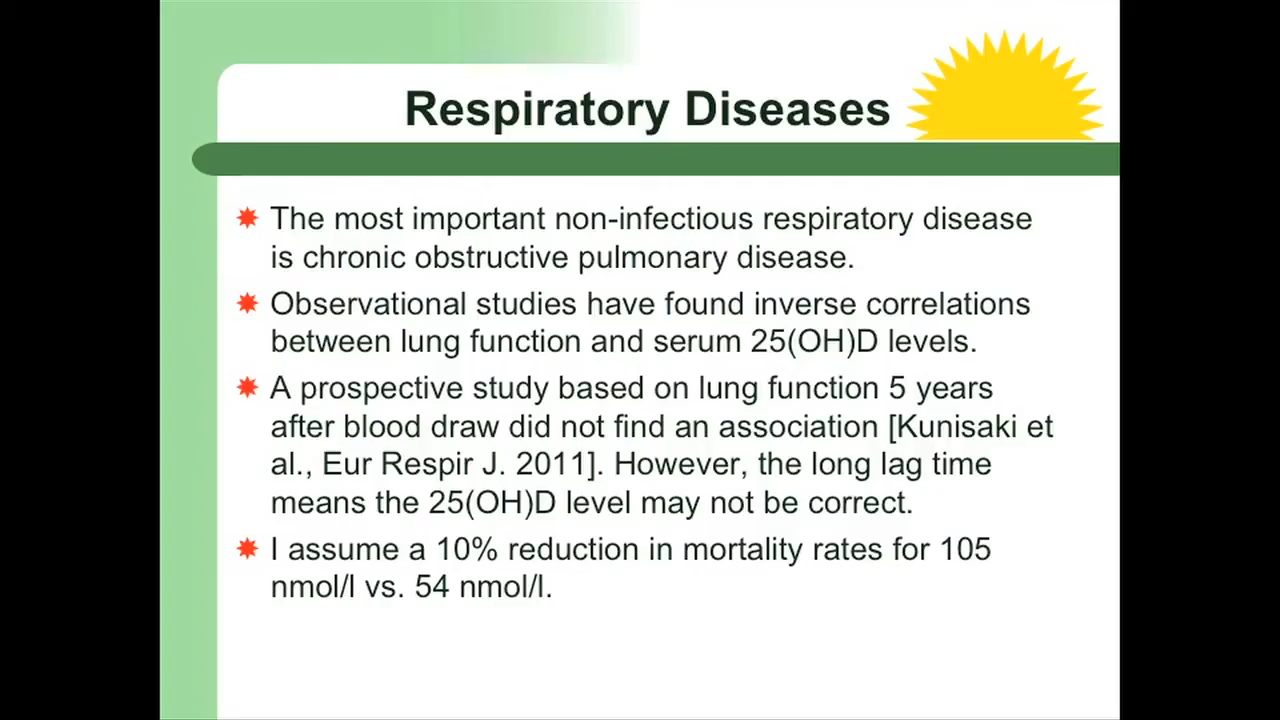 Respiratory Diseases
The most important non-infectious respiratory disease
is chronic obstructive pulmonary disease.
Observational studies have found inverse correlations
between lung function and serum 25(OH)D levels.
A prospective study based on lung function 5 years
after blood draw did not find an association [Kunisaki et
al., Eur Respir J. 2011]. However, the long lag time
means the 25(OH)D level may not be correct.
I assume a 10% reduction in mortality rates for 105
nmol/l vs. 54 nmol/l.